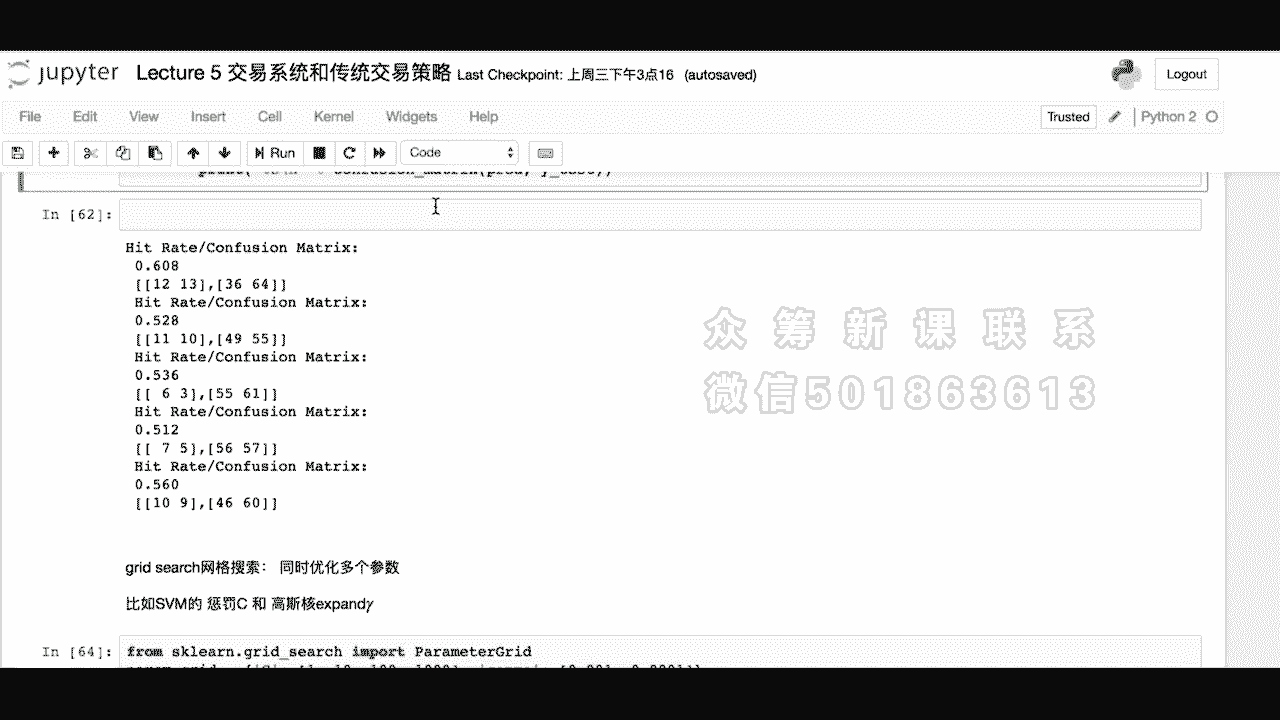 jupyter Lecture 5 交易系统和传统交易策略 Last Checkpoint: 上周三下午3点16 (autosaved)
Logout
File Edit View Insert Cell Kernel Widgets Help
Trusted Python 2
Run Code
In [62]:
Hit Rate/Confusion Matrix:
0.608
[[12 13],[36 64]]
Hit Rate/Confusion Matrix:
0.528
[[11 10],[49 55]]
Hit Rate/Confusion Matrix:
0.536
[[ 6 3],[55 61]]
Hit Rate/Confusion Matrix:
0.512
[[ 7 5],[56 57]]
Hit Rate/Confusion Matrix:
0.560
[[10 9],[46 60]]
众筹新课联系
微信501863613
grid search网格搜索： 同时优化多个参数
比如SVM的 惩罚C 和 高斯核expandγ
In [64]: from sklearn.grid_search import ParameterGrid